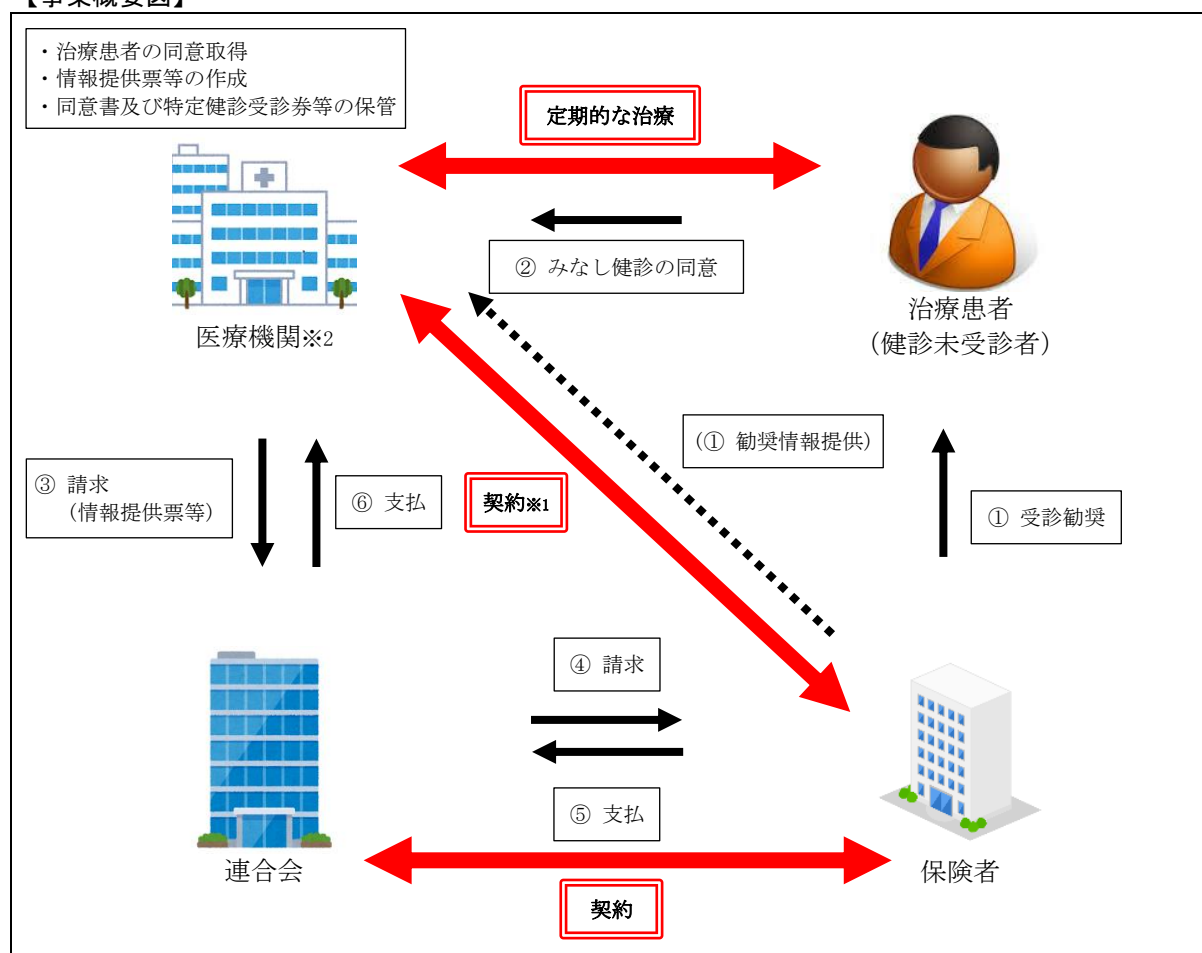 【事業概要図】
・治療患者の同意取得
・情報提供票等の作成
・同意書及び特定健診受診券等の保管
定期的な治療
② みなし健診の同意
医療機関※2
治療患者
（健診未受診者）
(① 勧奨情報提供)
③ 請求
（情報提供票等）
⑥ 支払
契約※1
① 受診勧奨
④ 請求
⑤ 支払
連合会
保険者
契約